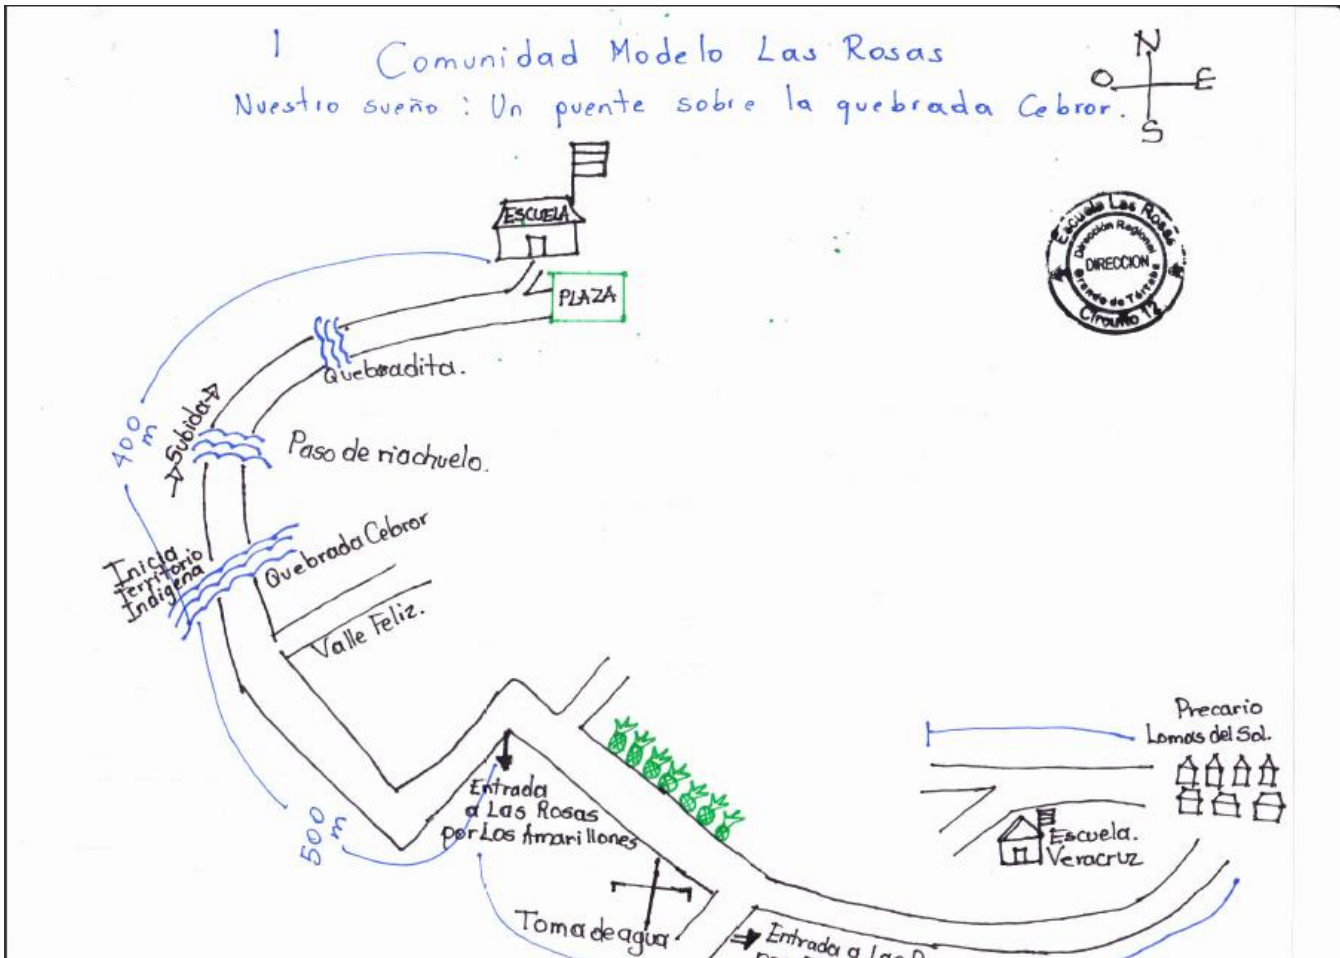 1
Comunidad Modelo Las Rosas
Nuestro sueño: Un puente sobre la quebrada Cebror.
N
O
E
S
ESCUELA
PLAZA
Escuela Las Rosas
Dirección Regional
DIRECCION
Grande de Térraba
Circuito 12
Quebradita.
Subida
400
m
Paso de riachuelo.
Inicia
Territorio
Indígena
Quebrada Cebror
Valle Feliz.
Precario
Lomas del Sol.
Entrada
a Las Rosas
por Los Amarillones
500
m
Escuela.
Veracruz
Toma de agua
Entrada a Las